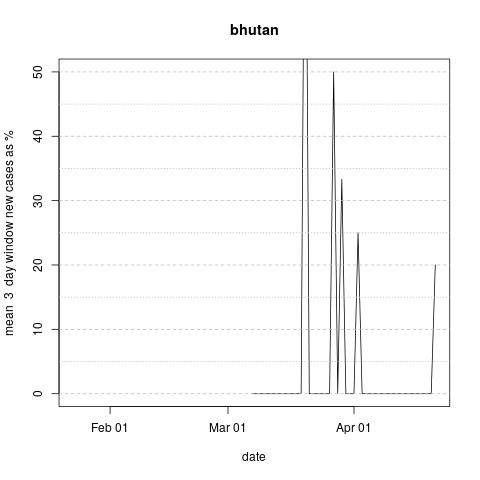 bhutan
mean 3 day window new cases as %
50
40
30
20
10
0
Feb 01
Mar 01
Apr 01
date